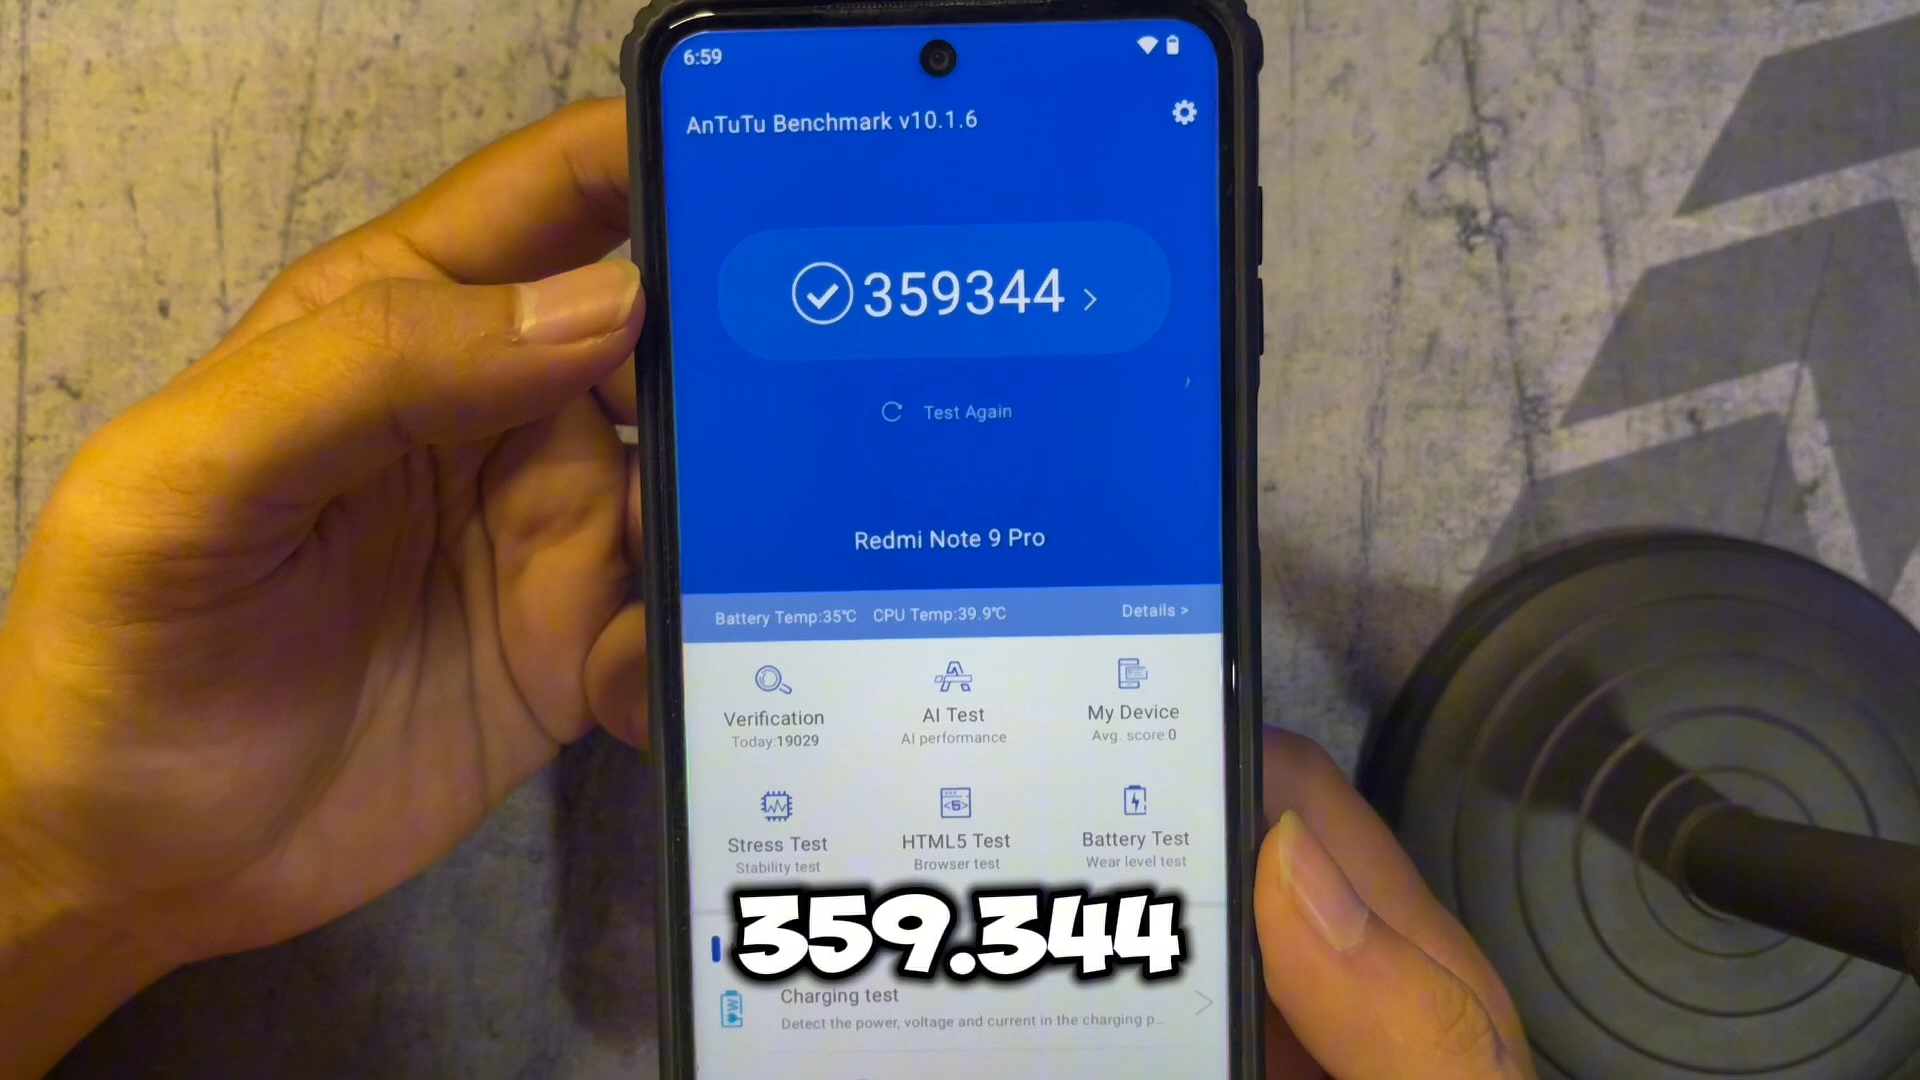 6:59
AnTuTu Benchmark v10.1.6
359344
Test Again
Redmi Note 9 Pro
Battery Temp:35℃ CPU Temp:39.9℃ Details >
Verification
Today:19029
AI Test
AI performance
My Device
Avg. score:0
Stress Test
Stability test
HTML5 Test
Browser test
Battery Test
Wear level test
359.344
Charging test
Detect the power, voltage and current in the charging p...